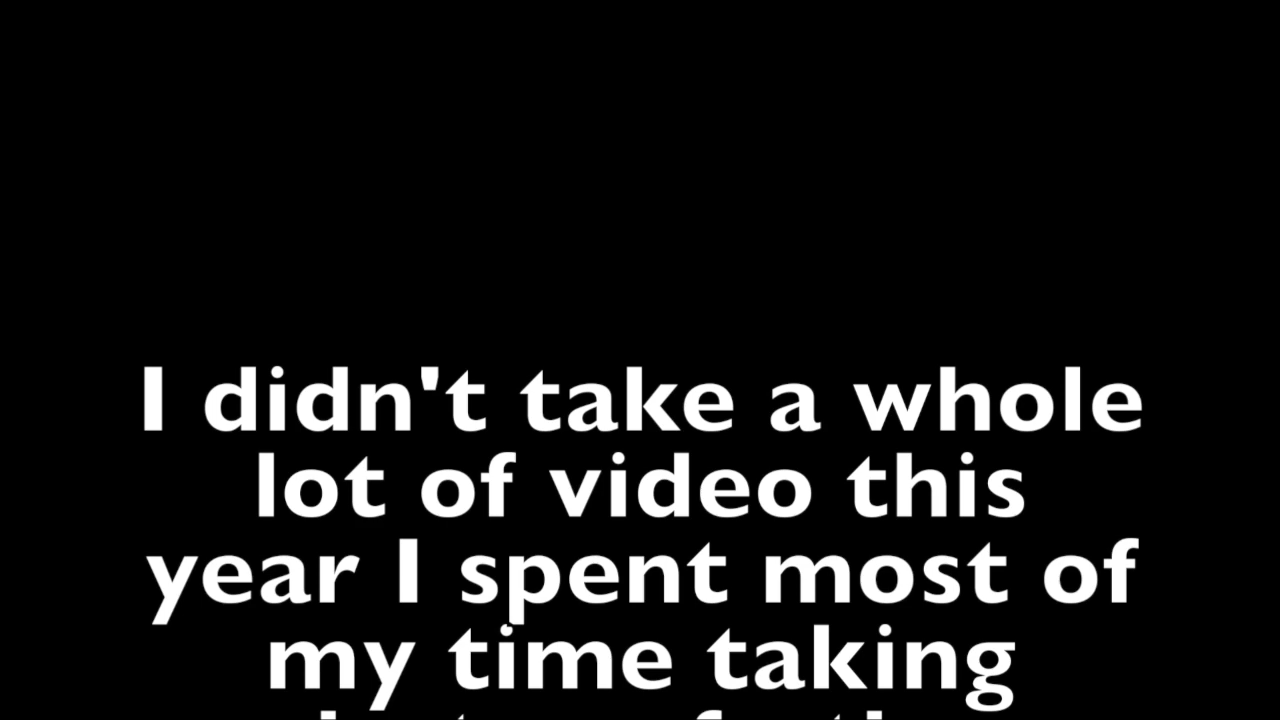 I didn't take a whole
lot of video this
year I spent most of
my time taking